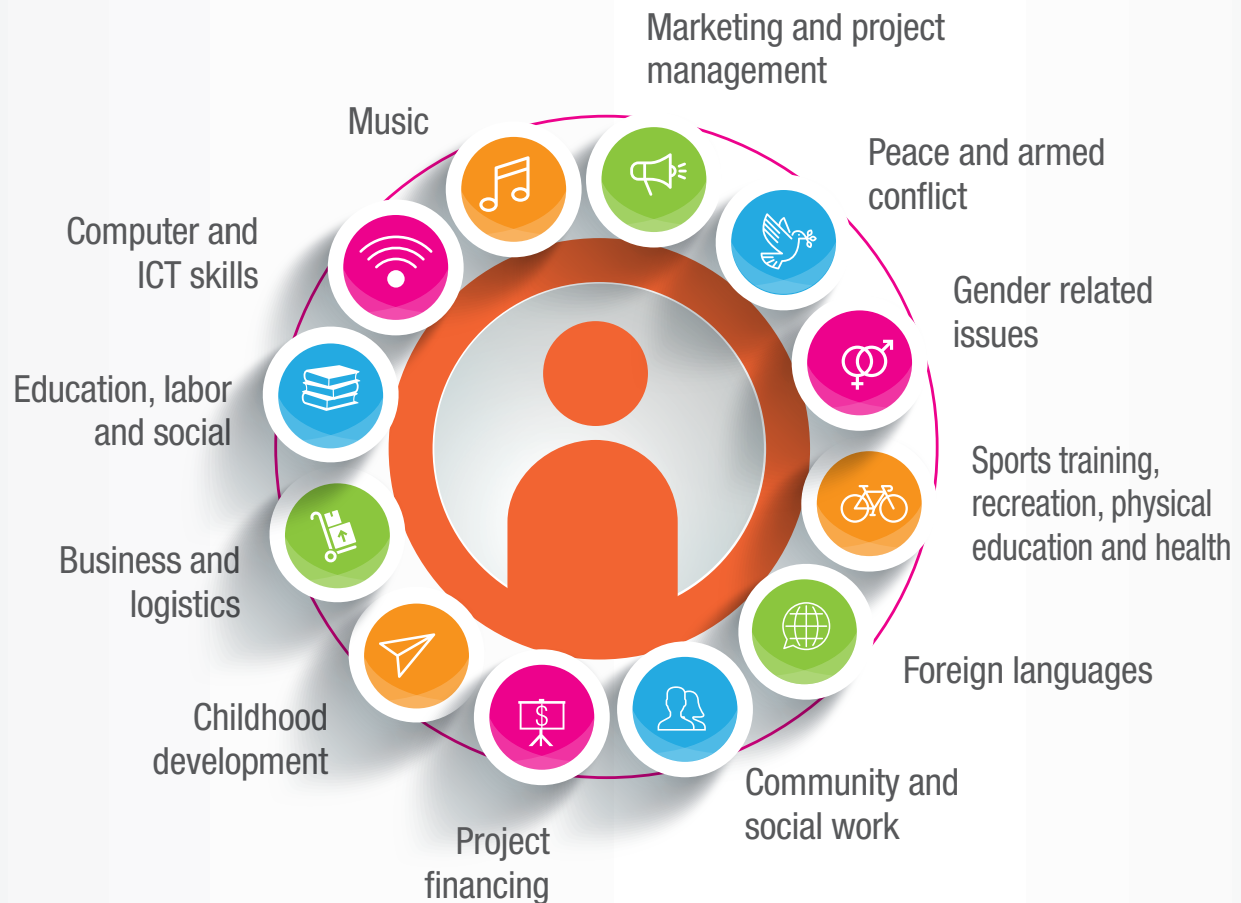 Marketing and project
management
Peace and armed
conflict
Gender related
issues
Sports training,
recreation, physical
education and health
Foreign languages
Community and
social work
Project
financing
Childhood
development
Business and
logistics
Education, labor
and social
Computer and
ICT skills
Music
$